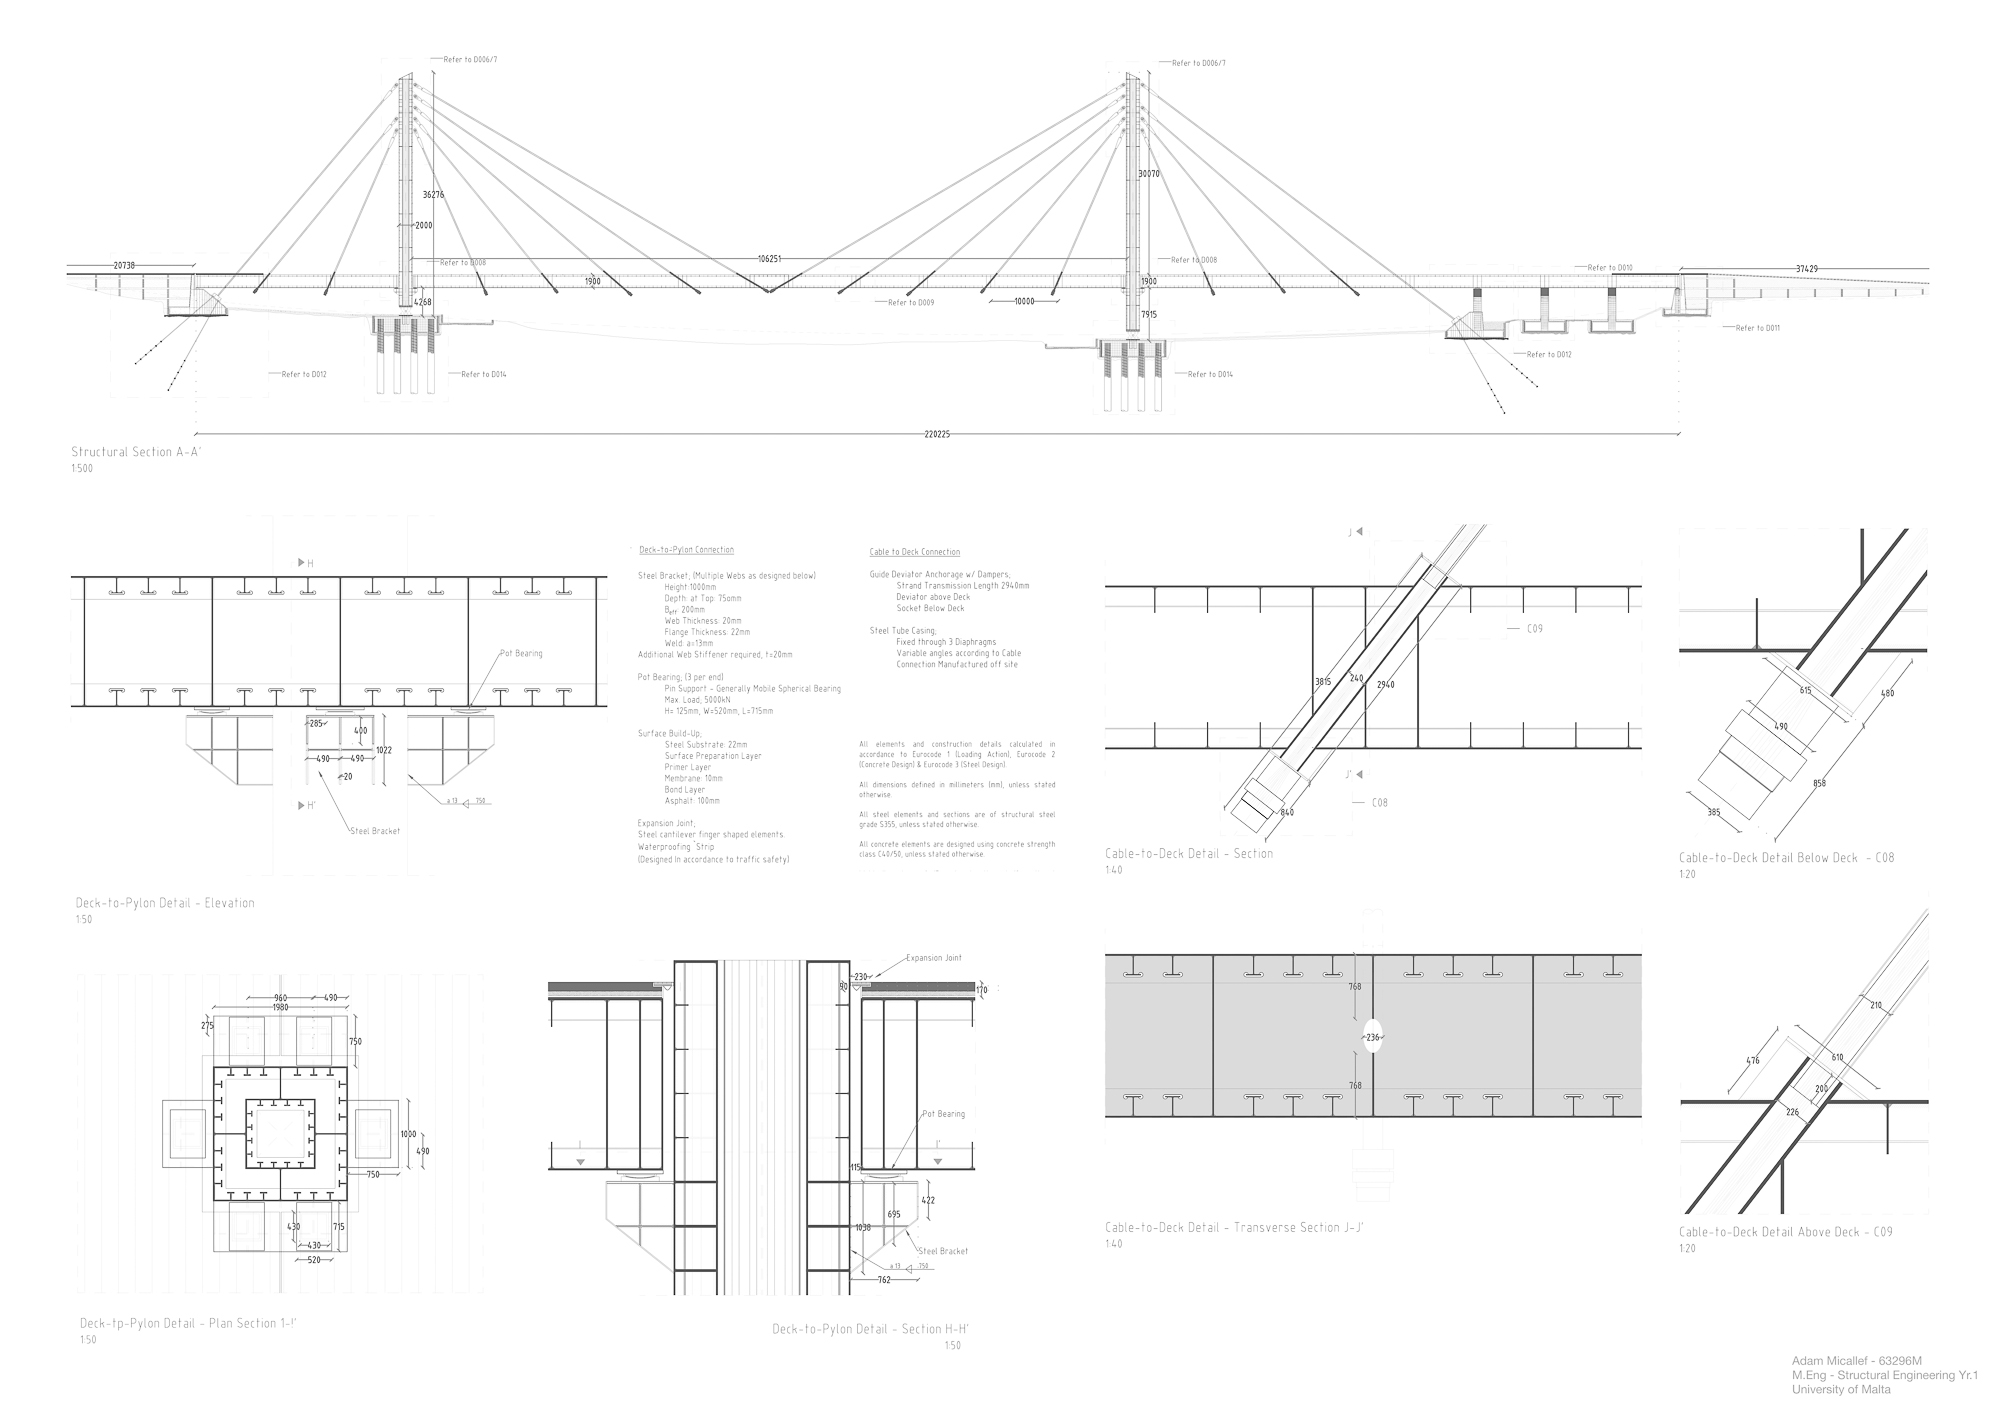 Refer to D006/7
Refer to D006/7
36276
30070
2000
20738
Refer to D008
106251
Refer to D008
Refer to D010
37429
1900
1900
4268
Refer to D009
10000
7915
Refer to D011
Refer to D012
Refer to D012
Refer to D014
Refer to D014
220225
Structural Section A-A'
1:500
H
Pot Bearing
285
400
1022
490
490
20
a 13 750
H'
Steel Bracket
Deck-to-Pylon Detail - Elevation
1:50
Deck-to-Pylon Connection
Steel Bracket; (Multiple Webs as designed below)
Height:1000mm
Depth: at Top: 750mm
Beff: 200mm
Web Thickness: 20mm
Flange Thickness: 22mm
Weld: a=13mm
Additional Web Stiffener required, t=20mm
Pot Bearing; (3 per end)
Pin Support - Generally Mobile Spherical Bearing
Max. Load, 5000kN
H= 125mm, W=520mm, L=715mm
Surface Build-Up;
Steel Substrate: 22mm
Surface Preparation Layer
Primer Layer
Membrane: 10mm
Bond Layer
Asphalt: 100mm
Expansion Joint;
Steel cantilever finger shaped elements.
Waterproofing Strip
(Designed In accordance to traffic safety)
Cable to Deck Connection
Guide Deviator Anchorage w/ Dampers;
Strand Transmission Length 2940mm
Deviator above Deck
Socket Below Deck
Steel Tube Casing;
Fixed through 3 Diaphragms
Variable angles according to Cable
Connection Manufactured off site
All elements and construction details calculated in
accordance to Eurocode 1 (Loading Action), Eurocode 2
(Concrete Design) & Eurocode 3 (Steel Design).
All dimensions defined in millimeters (mm), unless stated
otherwise.
All steel elements and sections are of structural steel
grade S355, unless stated otherwise.
All concrete elements are designed using concrete strength
class C40/50, unless stated otherwise.
J
C09
3815
240
2940
J'
C08
840
Cable-to-Deck Detail - Section
1:40
615
480
490
858
385
Cable-to-Deck Detail Below Deck - C08
1:20
960
490
1980
275
750
1000
490
750
430
715
430
520
Deck-tp-Pylon Detail - Plan Section 1-!'
1:50
Expansion Joint
230
90
170
Pot Bearing
I
I'
115
422
695
1038
Steel Bracket
a 13 750
762
Deck-to-Pylon Detail - Section H-H'
1:50
768
236
768
Cable-to-Deck Detail - Transverse Section J-J'
1:40
210
476
610
200
226
Cable-to-Deck Detail Above Deck - C09
1:20
Adam Micallef - 63296M
M.Eng - Structural Engineering Yr.1
University of Malta